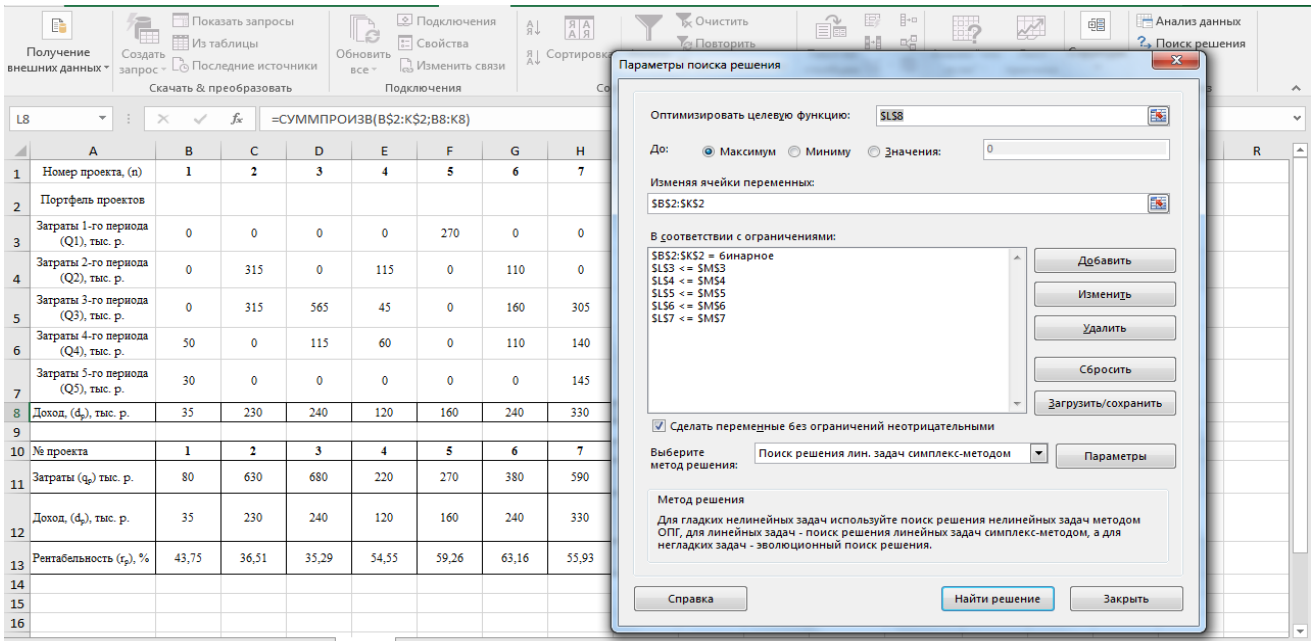 Получение внешних данных
Создать запрос
Показать запросы
Из таблицы
Последние источники
Скачать & преобразовать
Обновить все
Подключения
Свойства
Изменить связи
Подключения
Сортировка
Очистить
Повторить
Анализ данных
Поиск решения
L8 fx =СУММПРОИЗВ(B$2:K$2;B8:K8)
A B C D E F G H R
1 Номер проекта, (n) 1 2 3 4 5 6 7
2 Портфель проектов
3 Затраты 1-го периода (Q1), тыс. р. 0 0 0 0 270 0 0
4 Затраты 2-го периода (Q2), тыс. р. 0 315 0 115 0 110 0
5 Затраты 3-го периода (Q3), тыс. р. 0 315 565 45 0 160 305
6 Затраты 4-го периода (Q4), тыс. р. 50 0 115 60 0 110 140
7 Затраты 5-го периода (Q5), тыс. р. 30 0 0 0 0 0 145
8 Доход, (dр), тыс. р. 35 230 240 120 160 240 330
9
10 № проекта 1 2 3 4 5 6 7
11 Затраты (qр) тыс. р. 80 630 680 220 270 380 590
12 Доход, (dр), тыс. р. 35 230 240 120 160 240 330
13 Рентабельность (rр), % 43,75 36,51 35,29 54,55 59,26 63,16 55,93
14
15
16
Параметры поиска решения
Оптимизировать целевую функцию: $L$8
До: Максимум Миниму Значения: 0
Изменяя ячейки переменных:
$B$2:$K$2
В соответствии с ограничениями:
$B$2:$K$2 = бинарное
$L$3 <= $M$3
$L$4 <= $M$4
$L$5 <= $M$5
$L$6 <= $M$6
$L$7 <= $M$7
Добавить
Изменить
Удалить
Сбросить
Загрузить/сохранить
Сделать переменные без ограничений неотрицательными
Выберите метод решения: Поиск решения лин. задач симплекс-методом Параметры
Метод решения
Для гладких нелинейных задач используйте поиск решения нелинейных задач методом
ОПГ, для линейных задач - поиск решения линейных задач симплекс-методом, а для
негладких задач - эволюционный поиск решения.
Справка Найти решение Закрыть